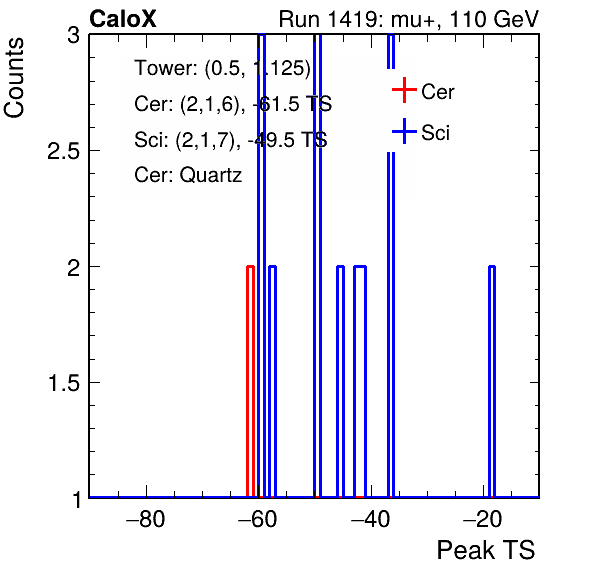 CaloX Run 1419: mu+, 110 GeV
Counts
3
2.5
2
1.5
1
Tower: (0.5, 1.125)
Cer: (2,1,6), -61.5 TS
Sci: (2,1,7), -49.5 TS
Cer: Quartz
Cer
Sci
−80 −60 −40 −20
Peak TS